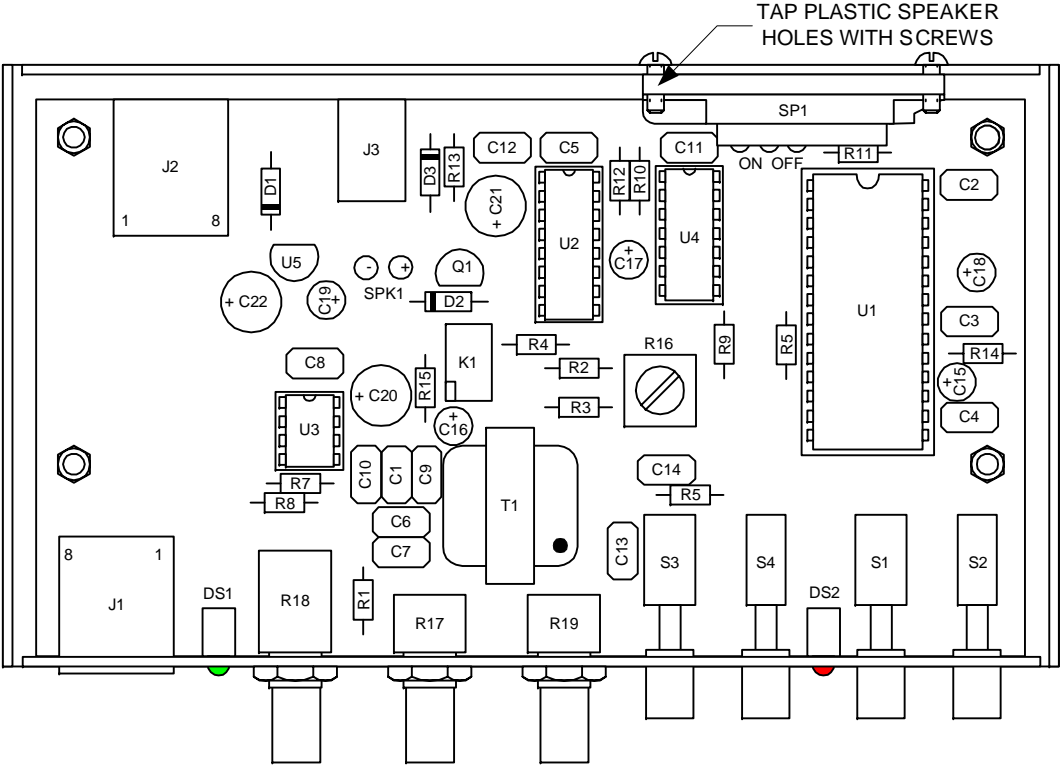 TAP PLASTIC SPEAKER
HOLES WITH SCREWS
SP1
J2
1 8
J3
D1
D3
R13
C12
C5
C11
ON OFF
R11
R12
R10
C2
+ C21
U2
U4
U5
- +
SPK1
Q1
+ C17
+ C18
+ C22
C19 +
D2
U1
C3
R4
R16
R9
R5
R14
C8
K1
R2
+ C20
R15
+ C15
R3
C4
U3
+ C16
C10
C1
C9
C14
R7
R8
R5
T1
C6
C7
C13
8 1
J1
DS1
R18
R1
R17
R19
S3
S4
DS2
S1
S2